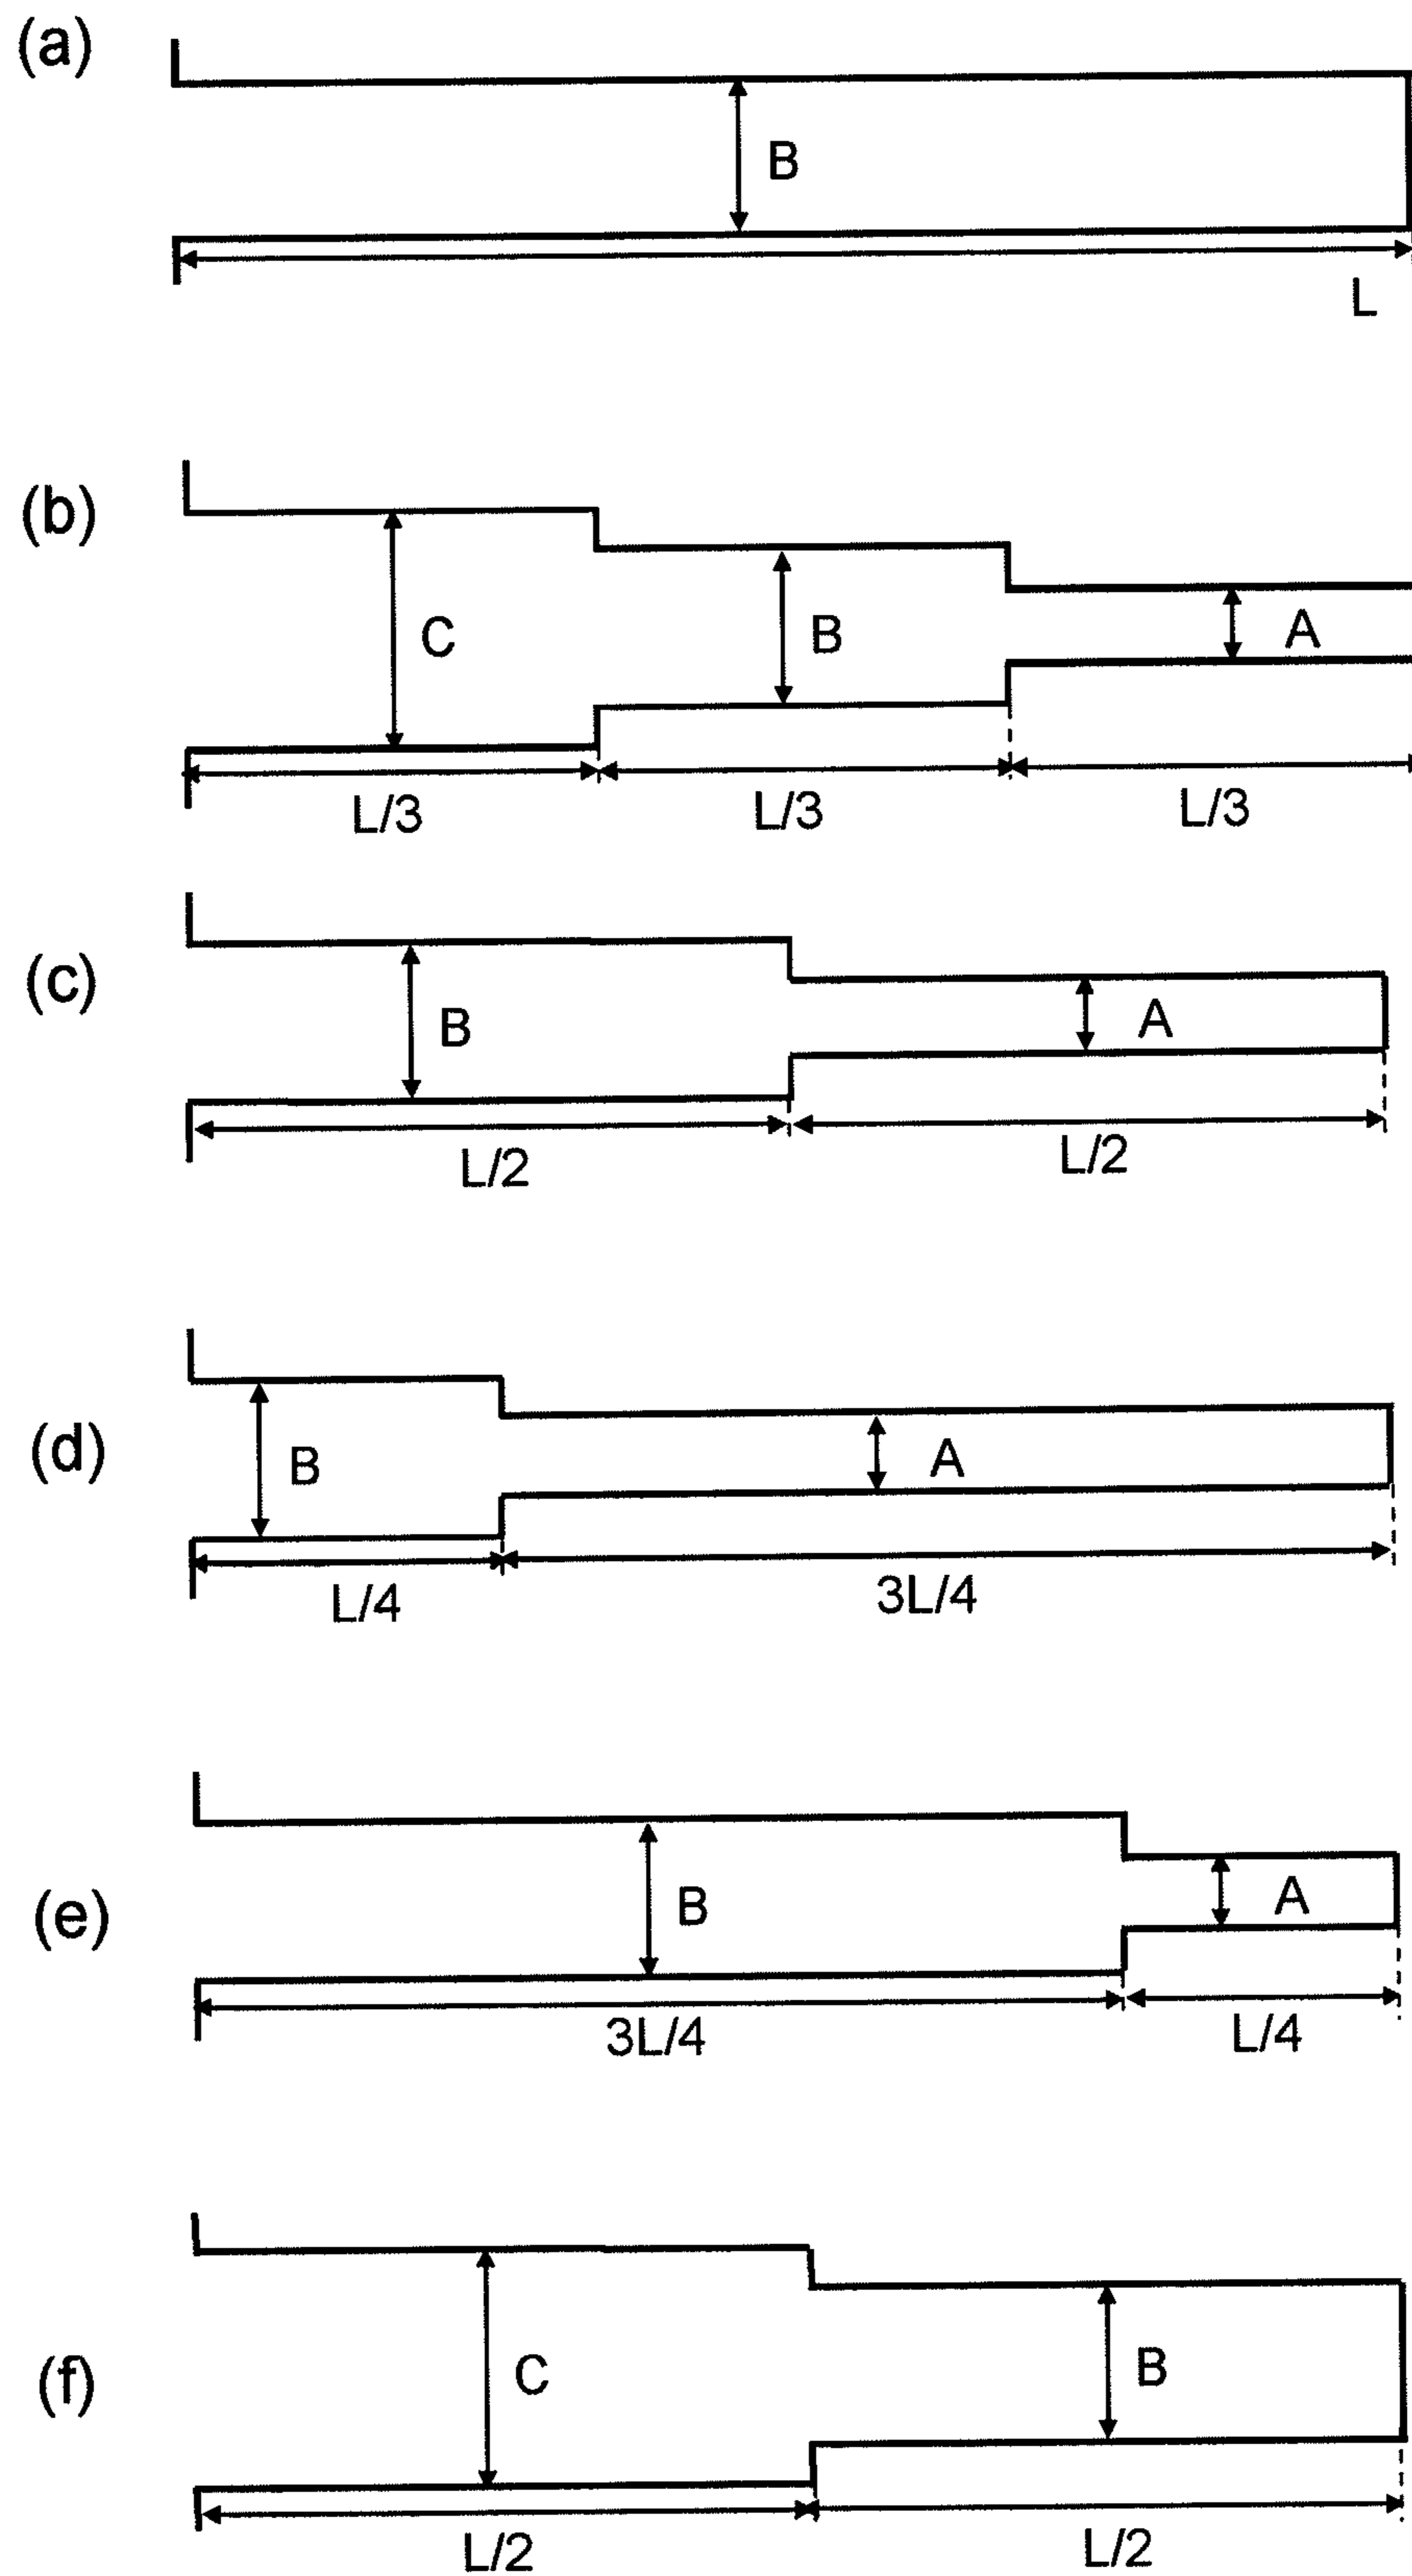 (a)
B
L
(b)
C B A
L/3 L/3 L/3
(c)
B A
L/2 L/2
(d)
B A
L/4 3L/4
(e)
B A
3L/4 L/4
(f)
C B
L/2 L/2